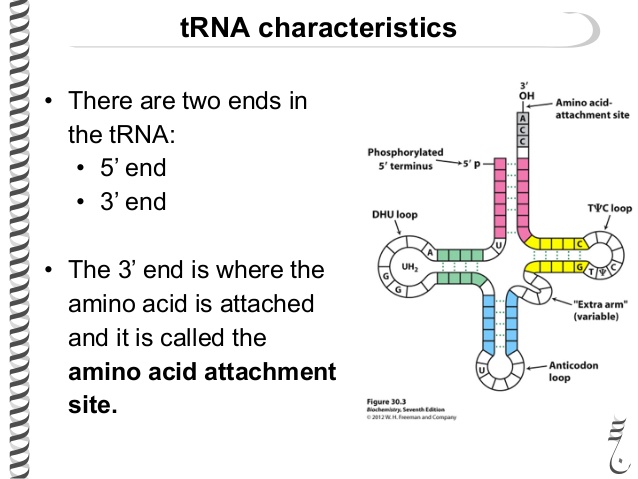 tRNA characteristics
• There are two ends in
the tRNA:
• 5’ end
• 3’ end
• The 3’ end is where the
amino acid is attached
and it is called the
amino acid attachment
site.
3′
OH
Amino acid-
attachment site
A
C
C
Phosphorylated
5′ terminus
5′ p
DHU loop
TΨC loop
A
U
C
UH2
G
G
G
T
Ψ
C
"Extra arm"
(variable)
U
Anticodon
loop
Figure 30.3
Biochemistry, Seventh Edition
© 2012 W. H. Freeman and Company